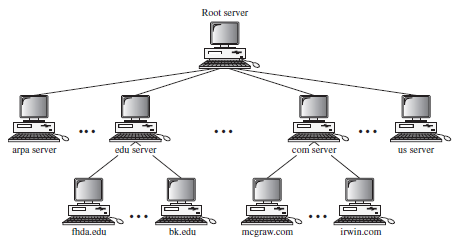 Root server
arpa server
edu server
com server
us server
fhda.edu
bk.edu
mcgraw.com
irwin.com